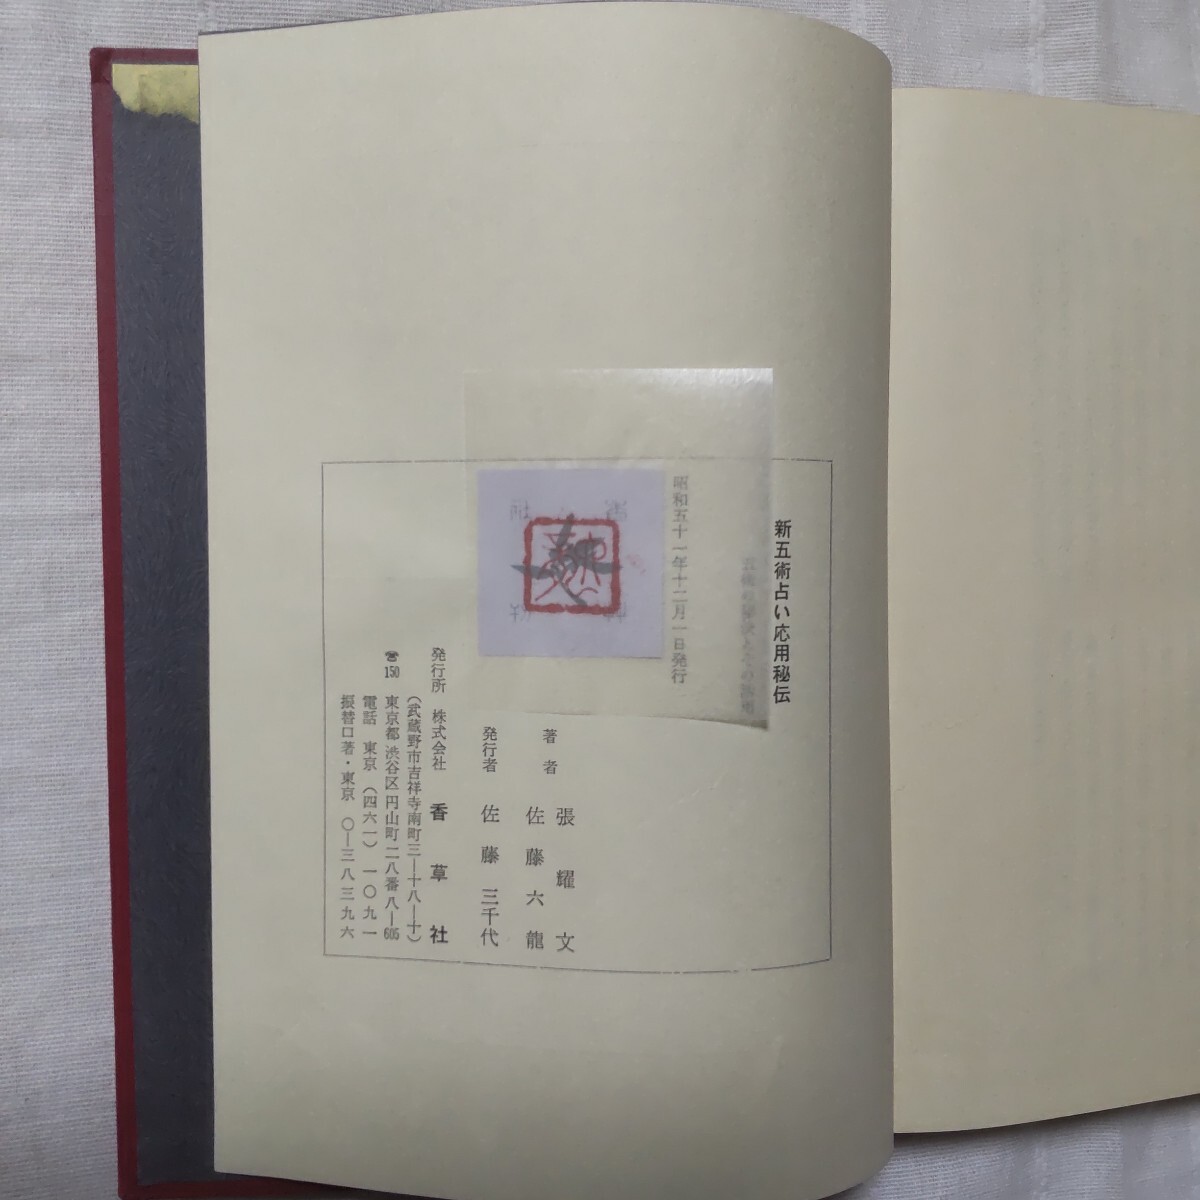 新五術占い応用秘伝
昭和五十一年十二月一日発行
著者 張耀文
佐藤六龍
発行者 佐藤三千代
発行所 株式会社 香草社
(武蔵野市吉祥寺南町三—十八—十)
東京都渋谷区円山町二八番八—605
☎150 電話 東京(四六一)一〇九一
振替口著・東京 〇—三八三九六